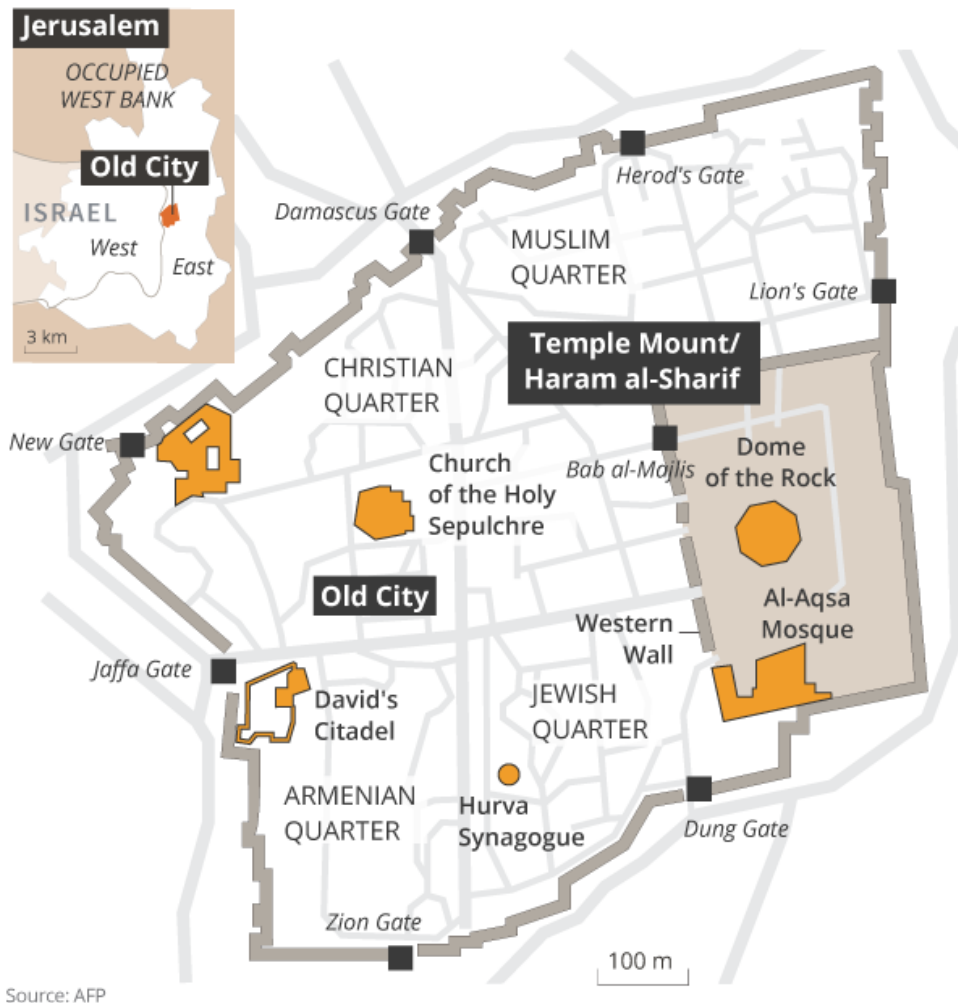 Jerusalem
OCCUPIED
WEST BANK
Old City
ISRAEL
West
East
3 km
Herod's Gate
Damascus Gate
MUSLIM
QUARTER
Lion's Gate
Temple Mount/
Haram al-Sharif
CHRISTIAN
QUARTER
New Gate
Bab al-Majlis
Dome
of the Rock
Church
of the Holy
Sepulchre
Old City
Al-Aqsa
Mosque
Western
Wall
Jaffa Gate
David's
Citadel
JEWISH
QUARTER
ARMENIAN
QUARTER
Hurva
Synagogue
Dung Gate
Zion Gate
100 m
Source: AFP